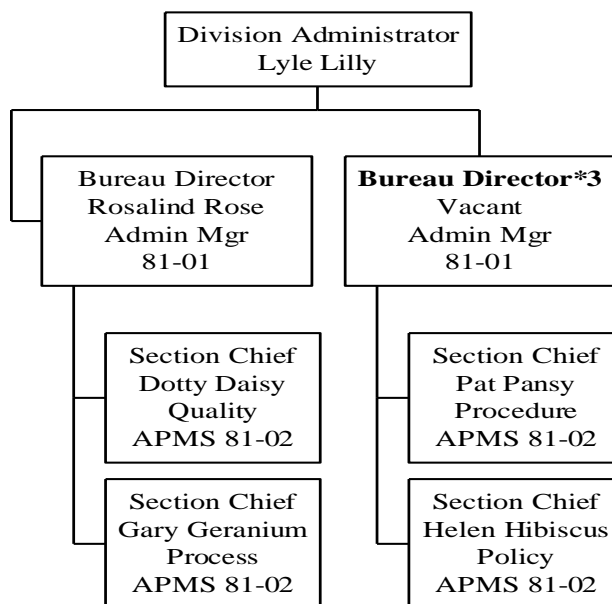 Division Administrator
Lyle Lilly
Bureau Director
Rosalind Rose
Admin Mgr
81-01
Bureau Director*3
Vacant
Admin Mgr
81-01
Section Chief
Dotty Daisy
Quality
APMS 81-02
Section Chief
Pat Pansy
Procedure
APMS 81-02
Section Chief
Gary Geranium
Process
APMS 81-02
Section Chief
Helen Hibiscus
Policy
APMS 81-02